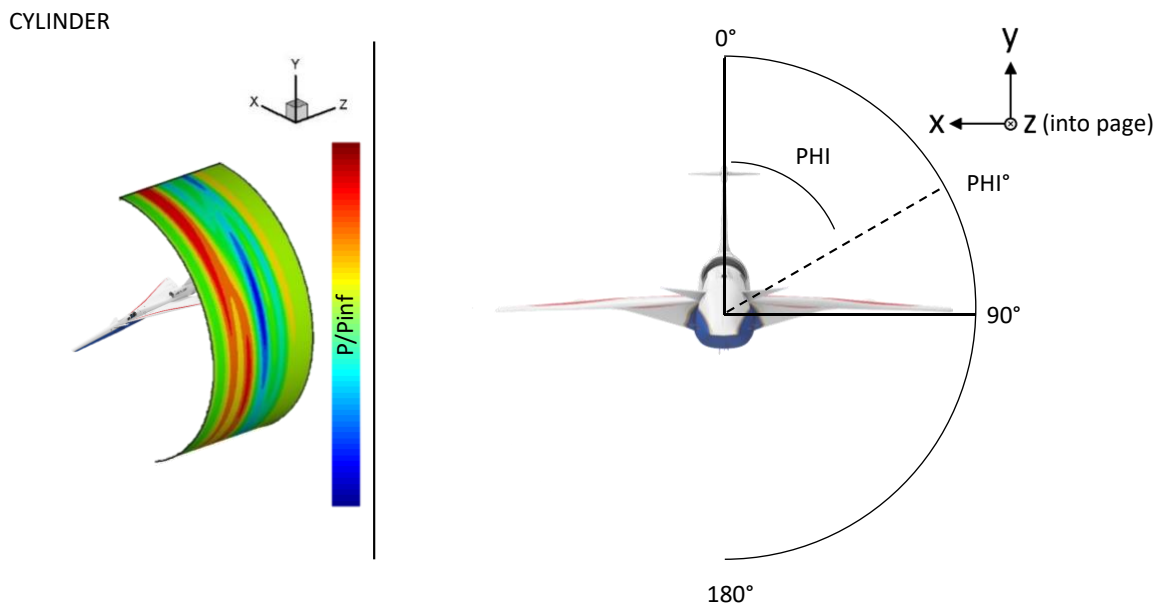 CYLINDER
Y
X
Z
P/Pinf
0°
PHI
PHI°
90°
180°
y
x
z (into page)